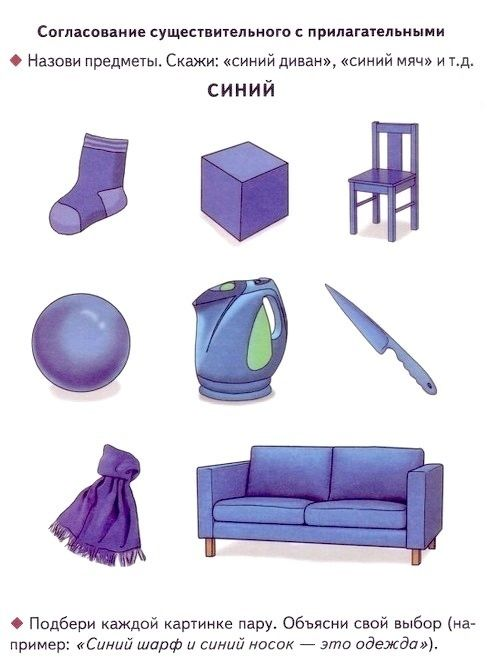 Согласование существительного с прилагательными
◆ Назови предметы. Скажи: «синий диван», «синий мяч» и т.д.
СИНИЙ
◆ Подбери каждой картинке пару. Объясни свой выбор (на-
пример: «Синий шарф и синий носок — это одежда»).